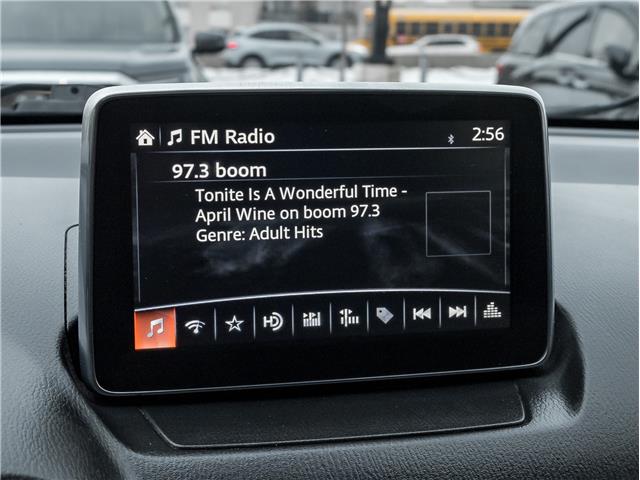 FM Radio 2:56
97.3 boom
Tonite Is A Wonderful Time -
April Wine on boom 97.3
Genre: Adult Hits
HD